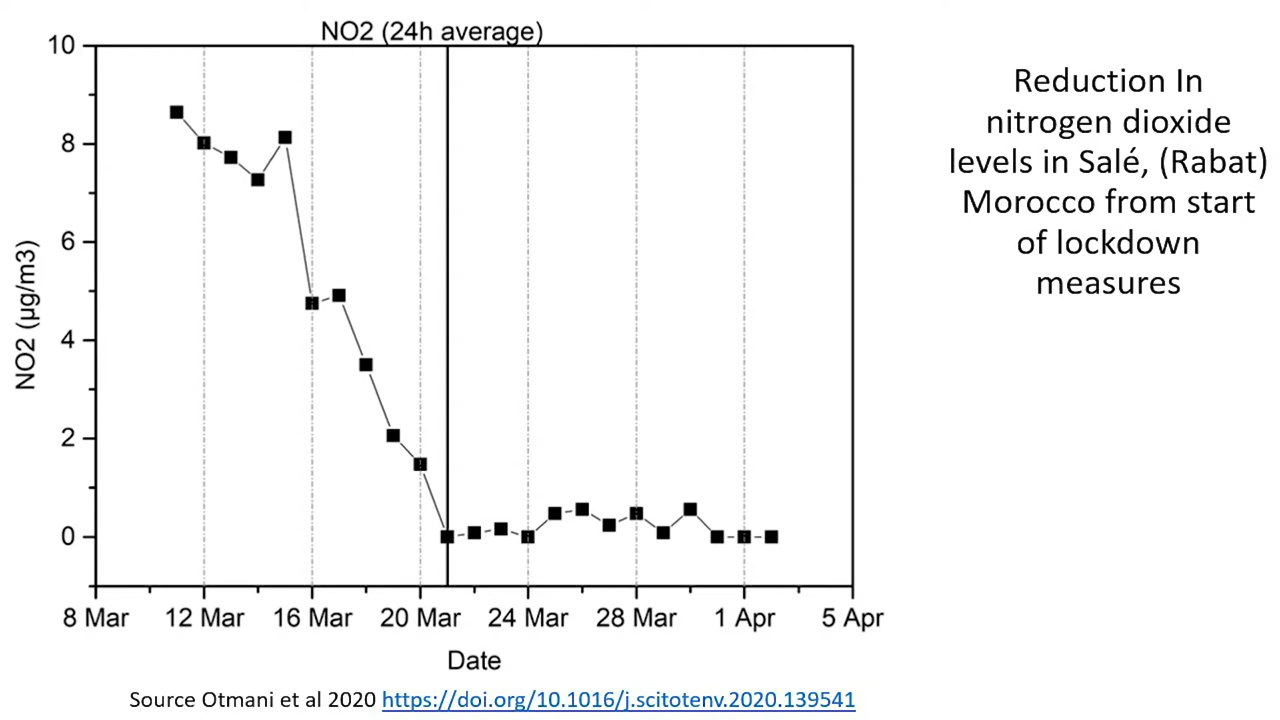 NO2 (24h average)
10
8
6
4
2
0
NO2 (µg/m3)
8 Mar 12 Mar 16 Mar 20 Mar 24 Mar 28 Mar 1 Apr 5 Apr
Date
Source Otmani et al 2020 https://doi.org/10.1016/j.scitotenv.2020.139541
Reduction In
nitrogen dioxide
levels in Salé, (Rabat)
Morocco from start
of lockdown
measures